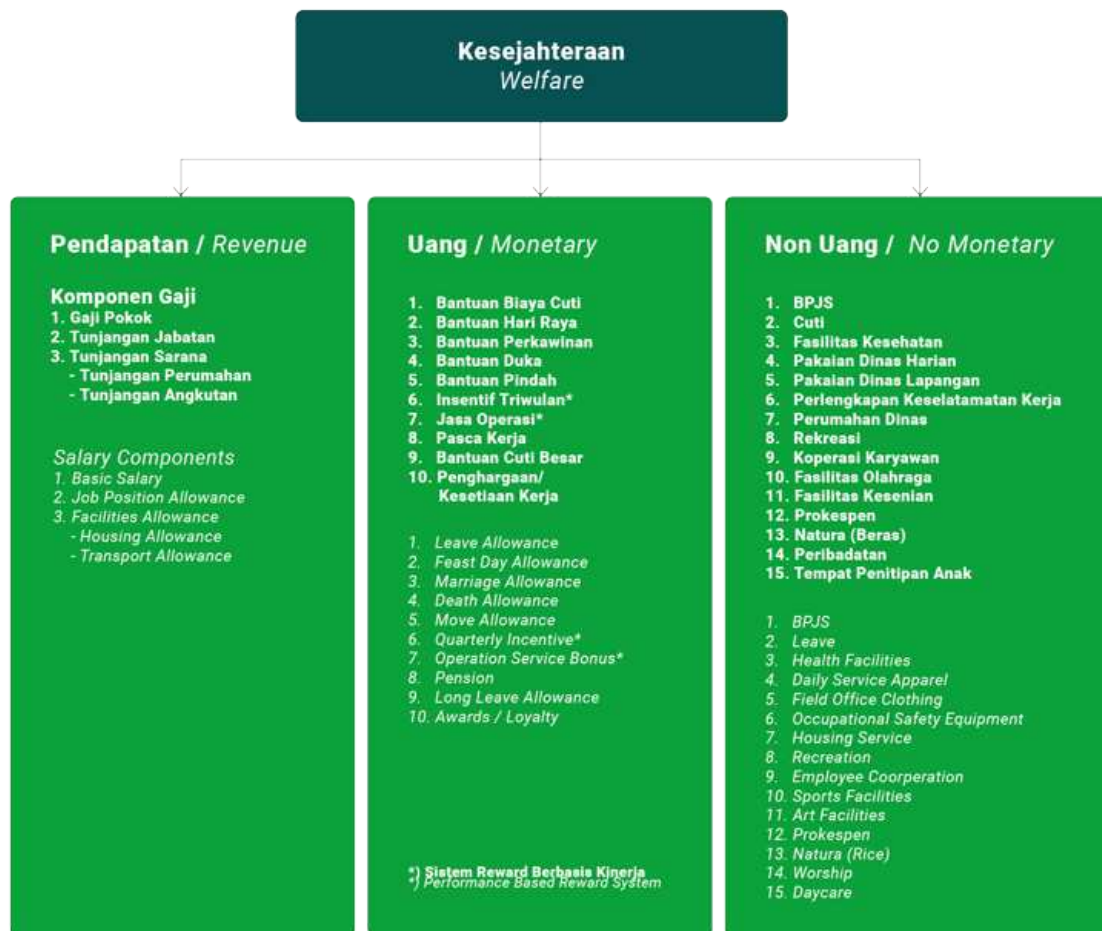 Kesejahteraan
Welfare
Pendapatan / Revenue
Komponen Gaji
1. Gaji Pokok
2. Tunjangan Jabatan
3. Tunjangan Sarana
- Tunjangan Perumahan
- Tunjangan Angkutan
Salary Components
1. Basic Salary
2. Job Position Allowance
3. Facilities Allowance
- Housing Allowance
- Transport Allowance
Uang / Monetary
1. Bantuan Biaya Cuti
2. Bantuan Hari Raya
3. Bantuan Perkawinan
4. Bantuan Duka
5. Bantuan Pindah
6. Insentif Triwulan*
7. Jasa Operasi*
8. Pasca Kerja
9. Bantuan Cuti Besar
10. Penghargaan/
Kesetiaan Kerja
1. Leave Allowance
2. Feast Day Allowance
3. Marriage Allowance
4. Death Allowance
5. Move Allowance
6. Quarterly Incentive*
7. Operation Service Bonus*
8. Pension
9. Long Leave Allowance
10. Awards / Loyalty
*) Sistem Reward Berbasis Kinerja
*) Performance Based Reward System
Non Uang / No Monetary
1. BPJS
2. Cuti
3. Fasilitas Kesehatan
4. Pakaian Dinas Harian
5. Pakaian Dinas Lapangan
6. Perlengkapan Keselatamatan Kerja
7. Perumahan Dinas
8. Rekreasi
9. Koperasi Karyawan
10. Fasilitas Olahraga
11. Fasilitas Kesenian
12. Prokespen
13. Natura (Beras)
14. Peribadatan
15. Tempat Penitipan Anak
1. BPJS
2. Leave
3. Health Facilities
4. Daily Service Apparel
5. Field Office Clothing
6. Occupational Safety Equipment
7. Housing Service
8. Recreation
9. Employee Coorperation
10. Sports Facilities
11. Art Facilities
12. Prokespen
13. Natura (Rice)
14. Worship
15. Daycare